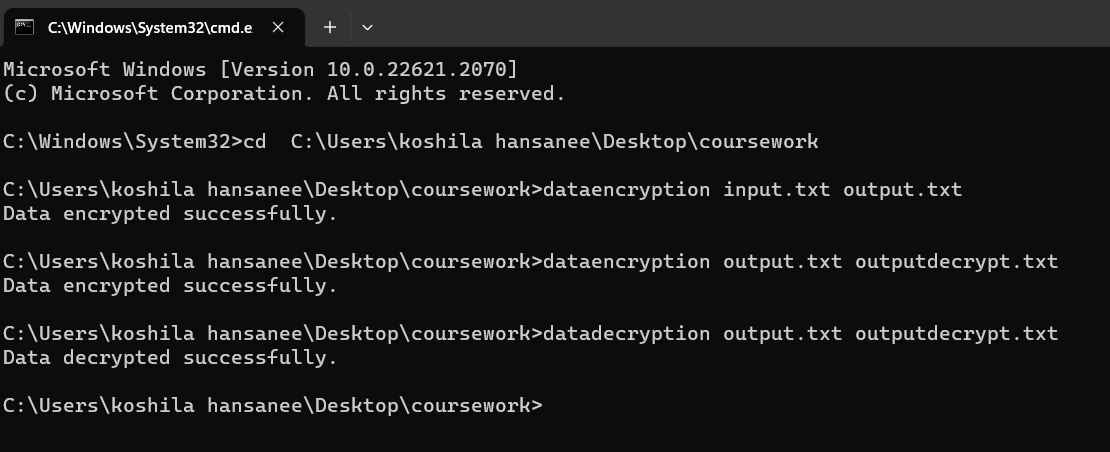 C:\Windows\System32\cmd.e
Microsoft Windows [Version 10.0.22621.2070]
(c) Microsoft Corporation. All rights reserved.
C:\Windows\System32>cd  C:\Users\koshila hansanee\Desktop\coursework
C:\Users\koshila hansanee\Desktop\coursework>dataencryption input.txt output.txt
Data encrypted successfully.
C:\Users\koshila hansanee\Desktop\coursework>dataencryption output.txt outputdecrypt.txt
Data encrypted successfully.
C:\Users\koshila hansanee\Desktop\coursework>datadecryption output.txt outputdecrypt.txt
Data decrypted successfully.
C:\Users\koshila hansanee\Desktop\coursework>